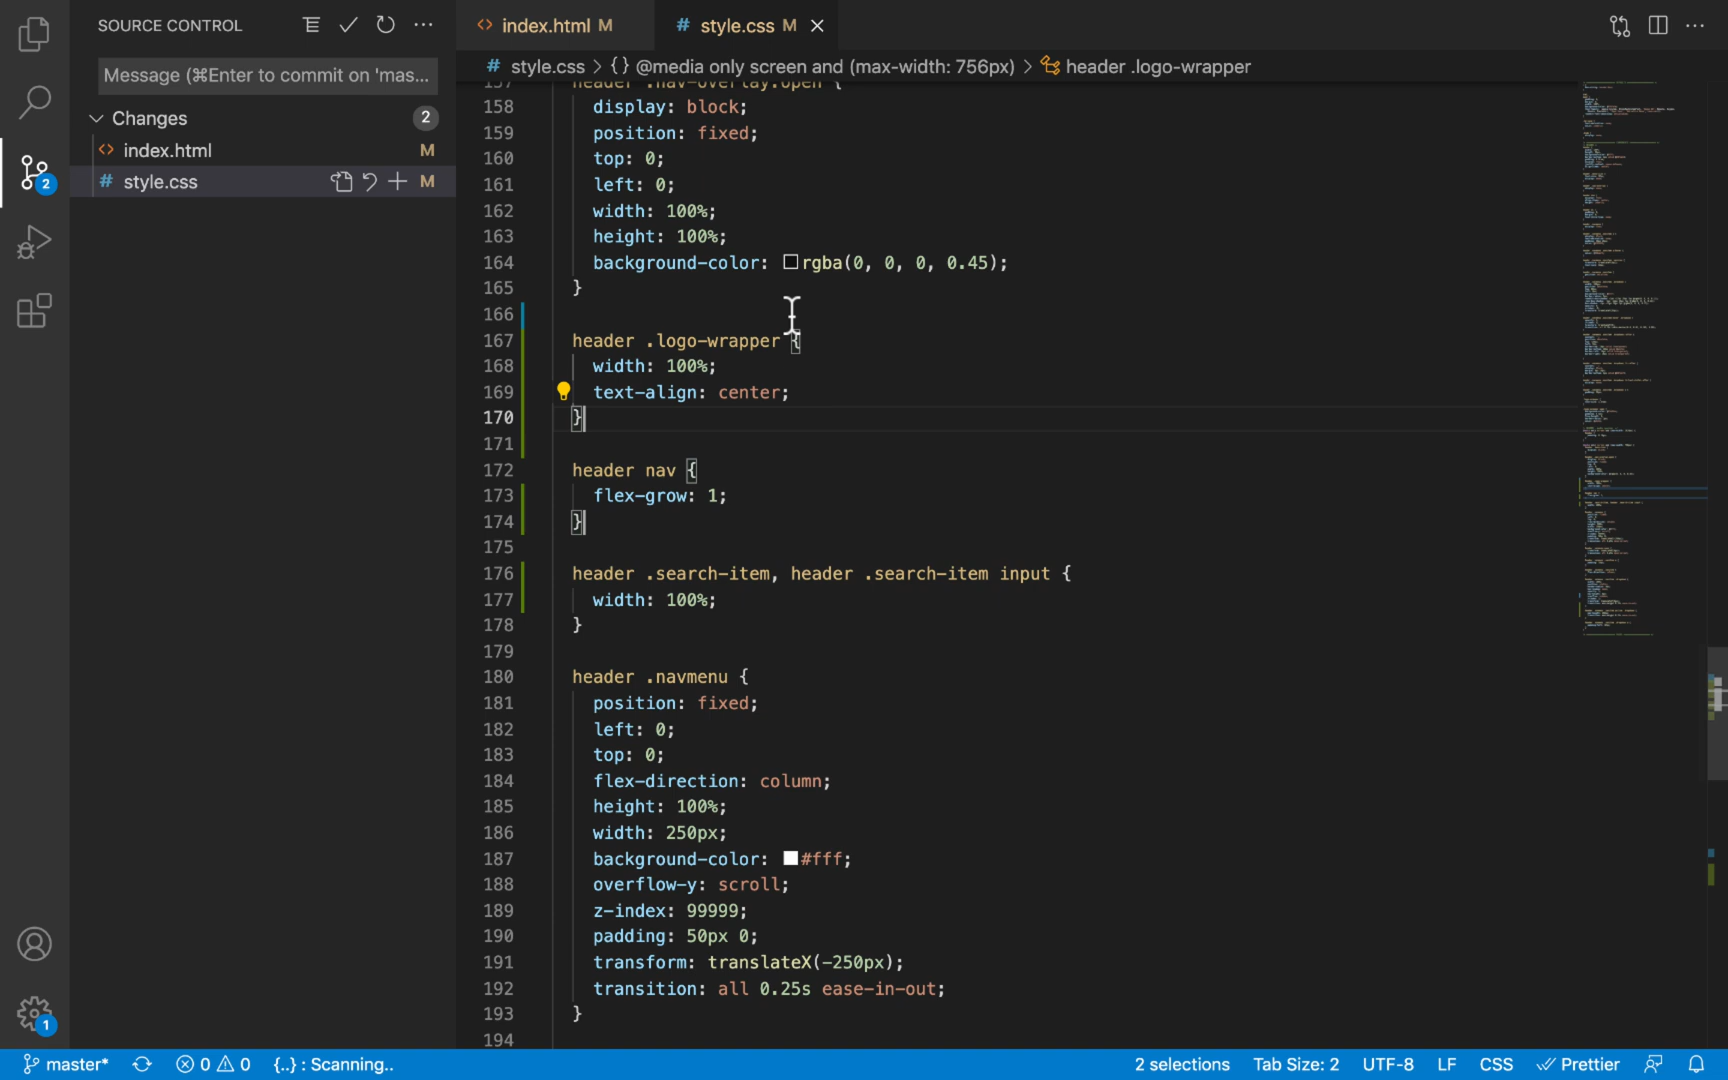 SOURCE CONTROL
Message (⌘Enter to commit on 'mas...
Changes 2
index.html M
style.css M
2
1
index.html M
style.css M
style.css > {} @media only screen and (max-width: 756px) > header .logo-wrapper
157 header .nav-overlay.open {
158 display: block;
159 position: fixed;
160 top: 0;
161 left: 0;
162 width: 100%;
163 height: 100%;
164 background-color: rgba(0, 0, 0, 0.45);
165 }
166
167 header .logo-wrapper {
168 width: 100%;
169 text-align: center;
170 }
171
172 header nav {
173 flex-grow: 1;
174 }
175
176 header .search-item, header .search-item input {
177 width: 100%;
178 }
179
180 header .navmenu {
181 position: fixed;
182 left: 0;
183 top: 0;
184 flex-direction: column;
185 height: 100%;
186 width: 250px;
187 background-color: #fff;
188 overflow-y: scroll;
189 z-index: 99999;
190 padding: 50px 0;
191 transform: translateX(-250px);
192 transition: all 0.25s ease-in-out;
193 }
194
master* 0 0 {..} : Scanning.. 2 selections Tab Size: 2 UTF-8 LF CSS Prettier